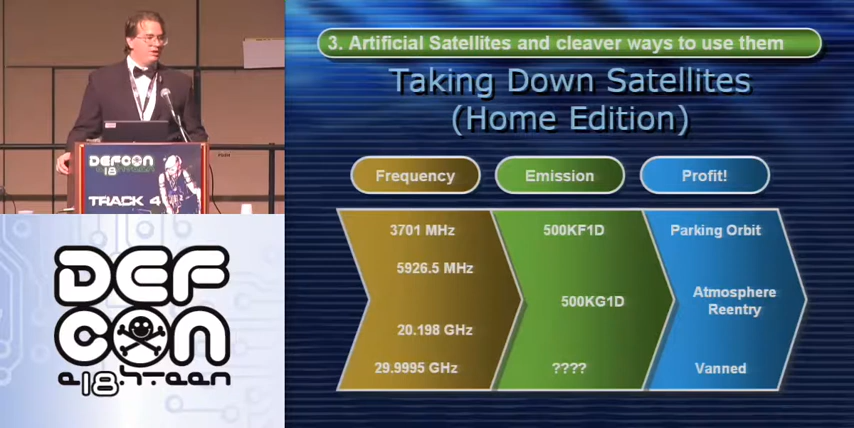 DEFCON
18
TRACK 4
DEF
CON
e18hteen
3. Artificial Satellites and cleaver ways to use them
Taking Down Satellites
(Home Edition)
Frequency
Emission
Profit!
3701 MHz
500KF1D
Parking Orbit
5926.5 MHz
500KG1D
Atmosphere
Reentry
20.198 GHz
29.9995 GHz
????
Vanned